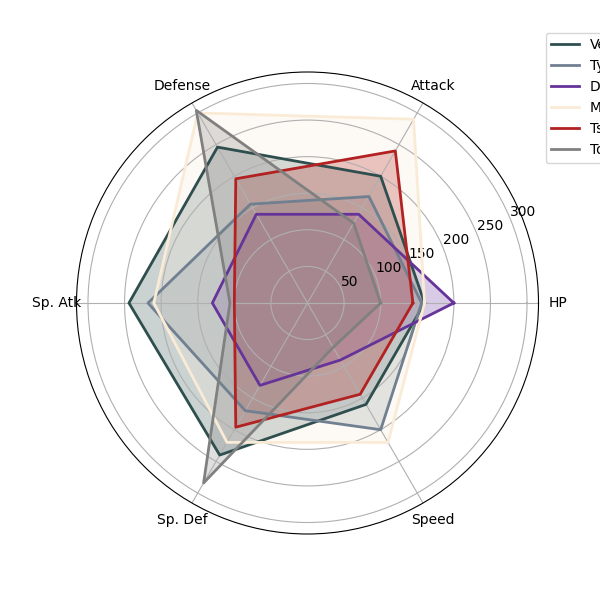 Ve
Ty
D
M
Ts
To
Defense
Attack
300
250
200
150
100
50
Sp. Atk
HP
Sp. Def
Speed